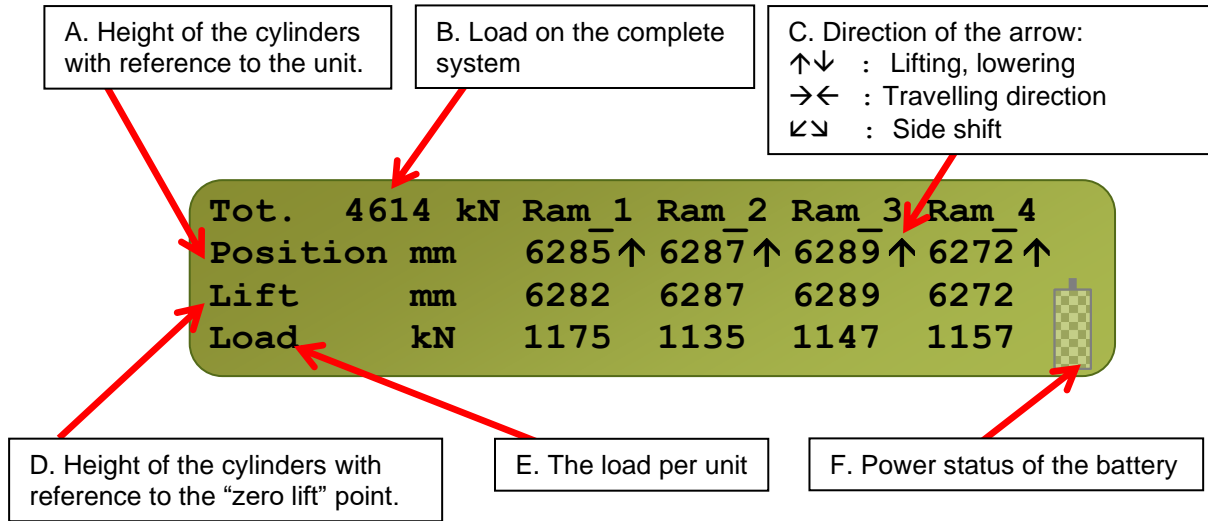 A. Height of the cylinders
with reference to the unit.
B. Load on the complete
system
C. Direction of the arrow:
↑↓ : Lifting, lowering
→← : Travelling direction
↙↘ : Side shift
Tot. 4614 kN Ram_1 Ram_2 Ram_3 Ram_4
Position mm 6285↑ 6287↑ 6289↑ 6272↑
Lift mm 6282 6287 6289 6272
Load kN 1175 1135 1147 1157
D. Height of the cylinders with
reference to the “zero lift” point.
E. The load per unit
F. Power status of the battery